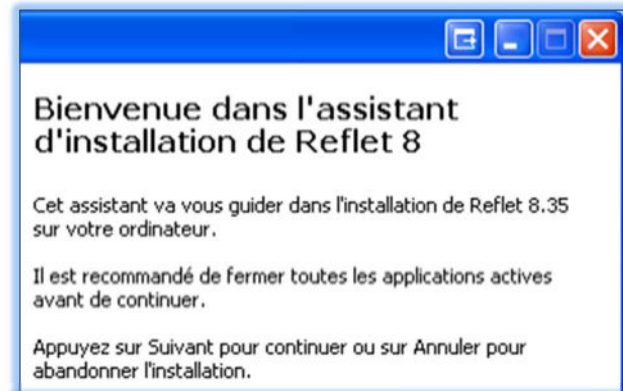 Bienvenue dans l'assistant
d'installation de Reflet 8
Cet assistant va vous guider dans l'installation de Reflet 8.35
sur votre ordinateur.
Il est recommandé de fermer toutes les applications actives
avant de continuer.
Appuyez sur Suivant pour continuer ou sur Annuler pour
abandonner l'installation.